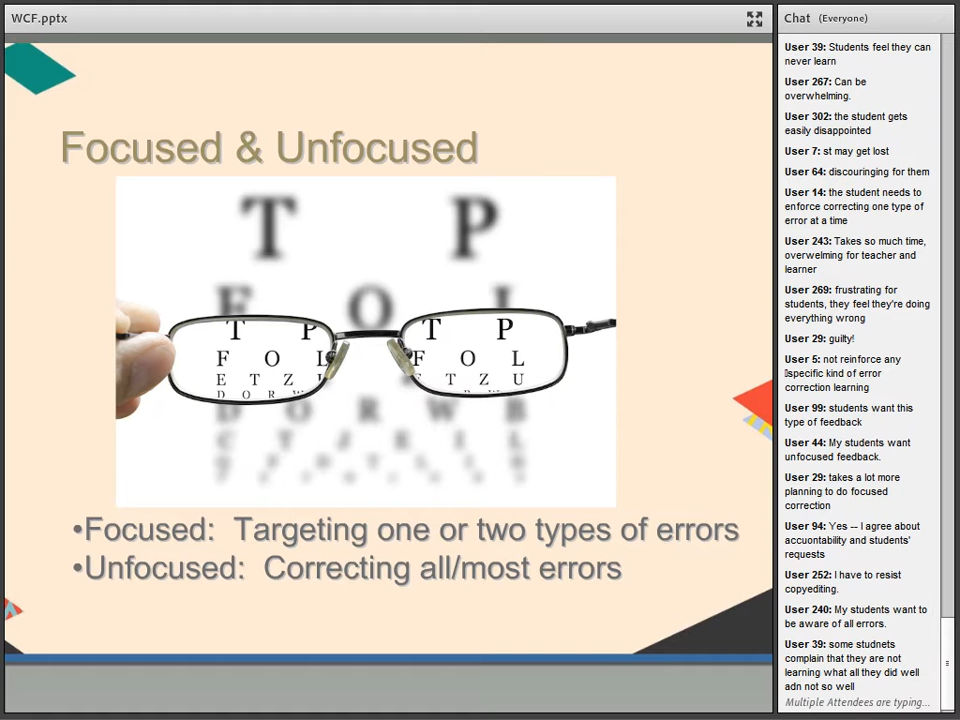 WCF.pptx
Focused & Unfocused
T P
F O L
T P
F O L
E T Z
D O R W
T P
F O L
T Z U
D O R W B
C T J E I L
•Focused: Targeting one or two types of errors
•Unfocused: Correcting all/most errors
Chat (Everyone)
User 39: Students feel they can
never learn
User 267: Can be
overwhelming.
User 302: the student gets
easily disappointed
User 7: st may get lost
User 64: discouringing for them
User 14: the student needs to
enforce correcting one type of
error at a time
User 243: Takes so much time,
overwelming for teacher and
learner
User 269: frustrating for
students, they feel they're doing
everything wrong
User 29: guilty!
User 5: not reinforce any
specific kind of error
correction learning
User 99: students want this
type of feedback
User 44: My students want
unfocused feedback.
User 29: takes a lot more
planning to do focused
correction
User 94: Yes -- I agree about
accuontability and students'
requests
User 252: I have to resist
copyediting.
User 240: My students want to
be aware of all errors.
User 39: some studnets
complain that they are not
learning what all they did well
adn not so well
Multiple Attendees are typing...